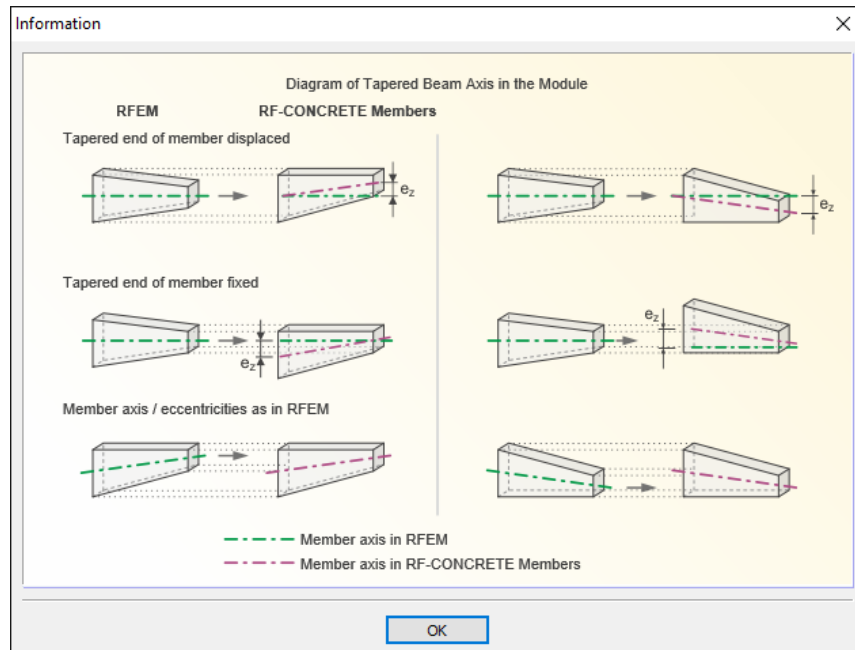 Information
Diagram of Tapered Beam Axis in the Module
RFEM
RF-CONCRETE Members
Tapered end of member displaced
ez
ez
Tapered end of member fixed
ez
ez
Member axis / eccentricities as in RFEM
Member axis in RFEM
Member axis in RF-CONCRETE Members
OK